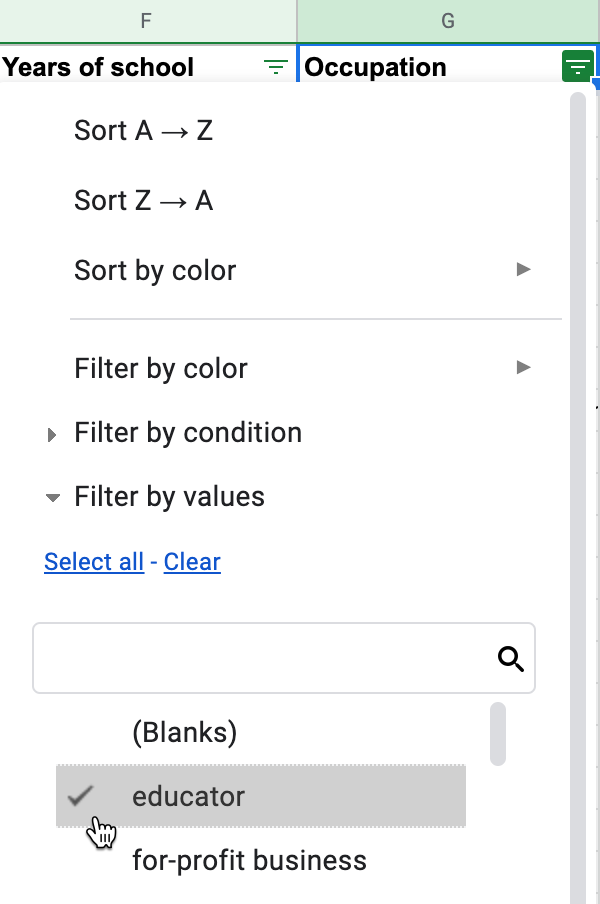 F G
Years of school Occupation
Sort A → Z
Sort Z → A
Sort by color
Filter by color
Filter by condition
Filter by values
Select all - Clear
(Blanks)
educator
for-profit business